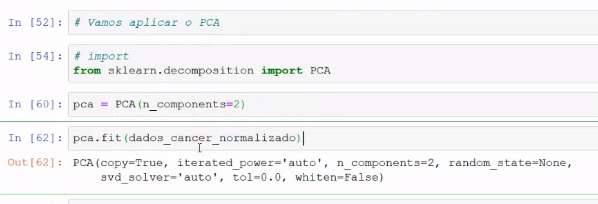 In [52]: # Vamos aplicar o PCA
In [54]: # import
from sklearn.decomposition import PCA
In [60]: pca = PCA(n_components=2)
In [62]: pca.fit(dados_cancer_normalizado)
Out[62]: PCA(copy=True, iterated_power='auto', n_components=2, random_state=None,
svd_solver='auto', tol=0.0, whiten=False)